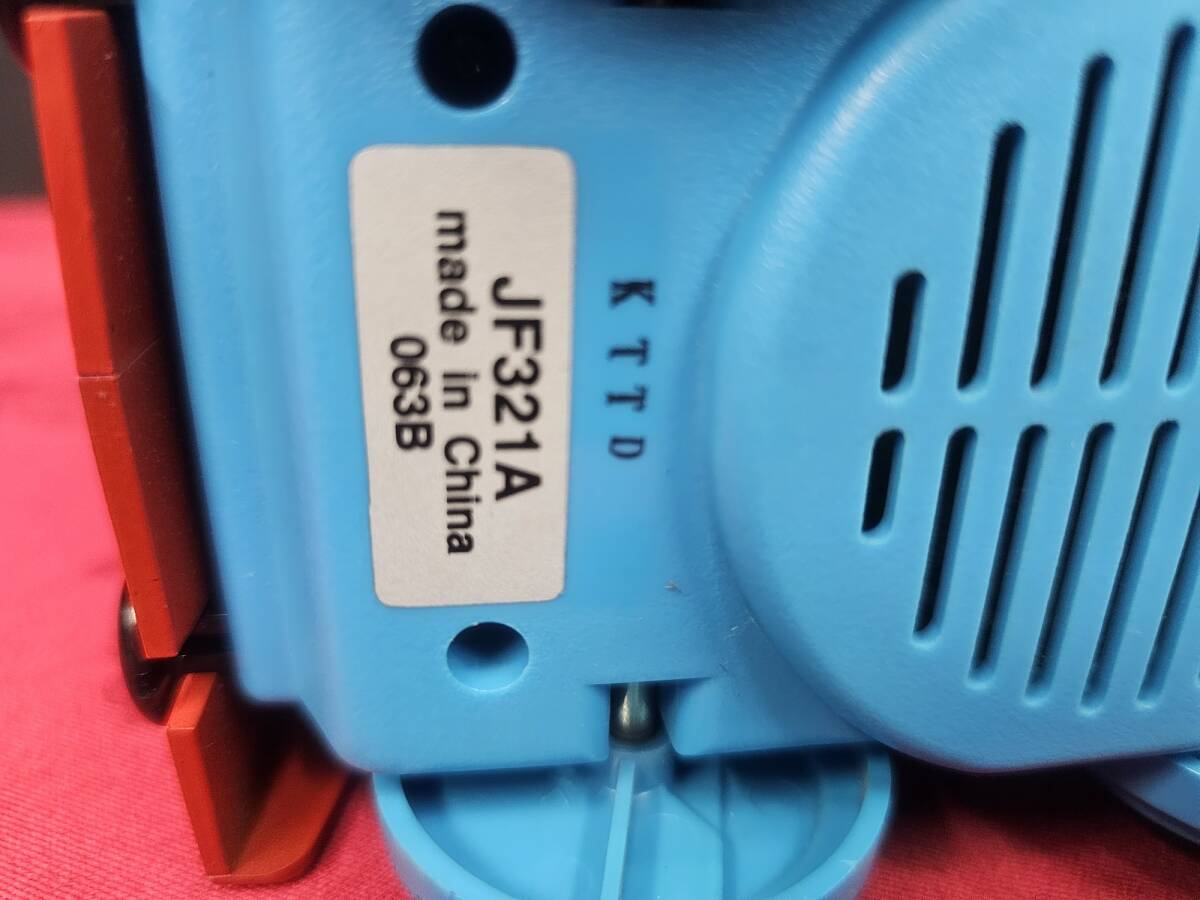 JF321A
made in China
063B
KTTD